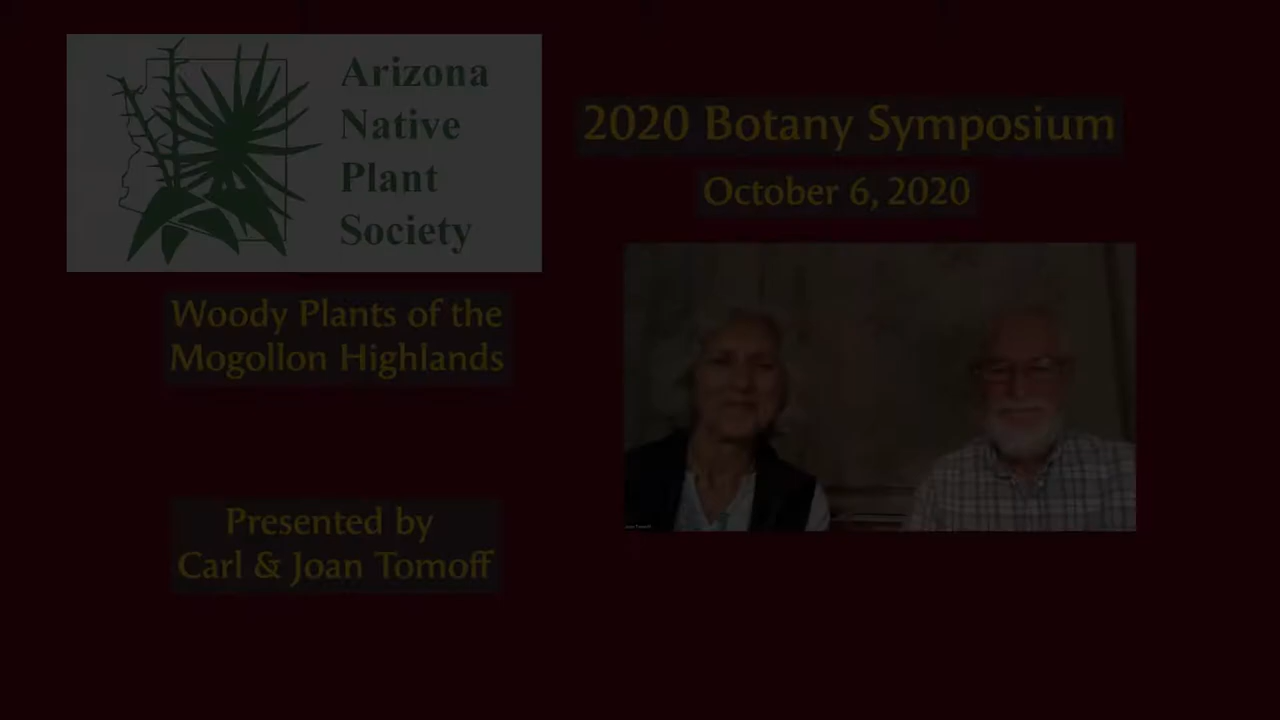 Arizona
Native
Plant
Society
2020 Botany Symposium
October 6, 2020
Woody Plants of the
Mogollon Highlands
Presented by
Carl & Joan Tomoff